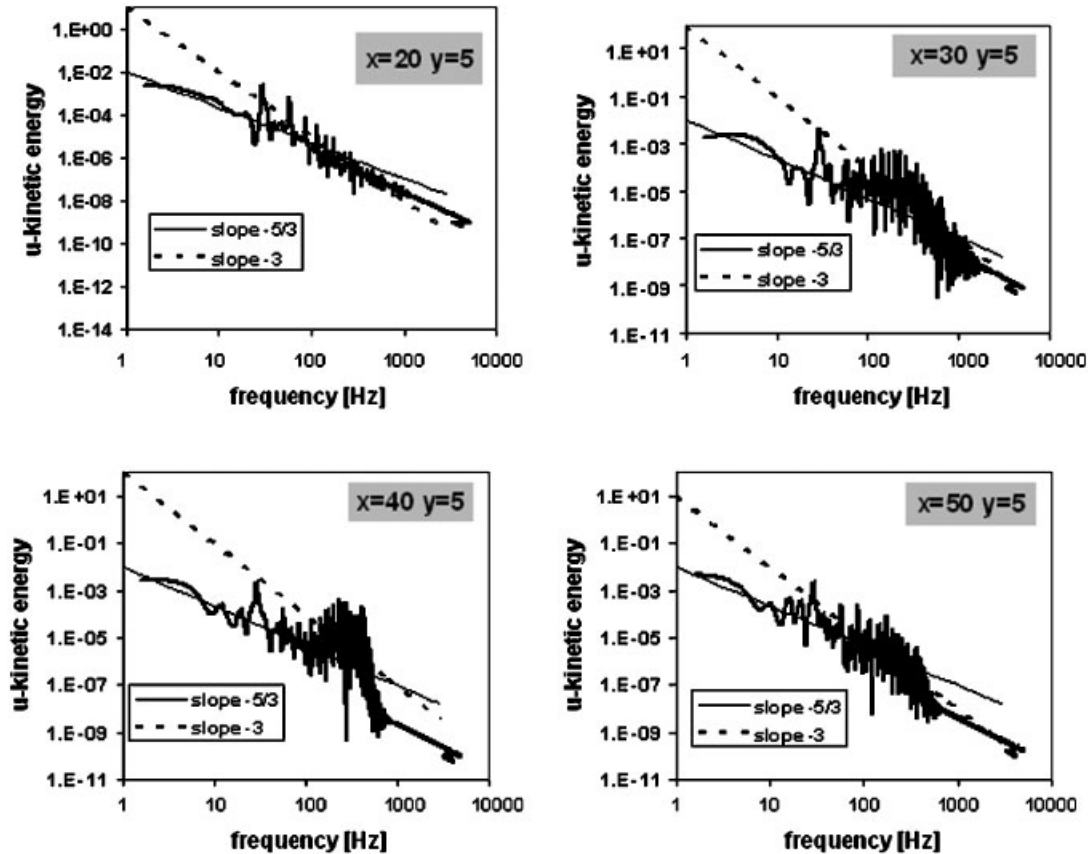 1.E+00
1.E-02
1.E-04
1.E-06
1.E-08
1.E-10
1.E-12
1.E-14
u-kinetic energy
x=20 y=5
slope -5/3
slope -3
1 10 100 1000 10000
frequency [Hz]
1.E+01
1.E-01
1.E-03
1.E-05
1.E-07
1.E-09
1.E-11
u-kinetic energy
x=30 y=5
slope -5/3
slope -3
1 10 100 1000 10000
frequency [Hz]
1.E+01
1.E-01
1.E-03
1.E-05
1.E-07
1.E-09
1.E-11
u-kinetic energy
x=40 y=5
slope -5/3
slope -3
1 10 100 1000 10000
frequency [Hz]
1.E+01
1.E-01
1.E-03
1.E-05
1.E-07
1.E-09
1.E-11
u-kinetic energy
x=50 y=5
slope -5/3
slope -3
1 10 100 1000 10000
frequency [Hz]